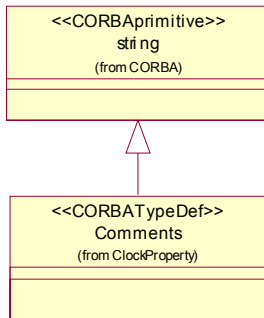 <<CORBAprimitive>>
string
(from CORBA)
<<CORBATypeDef>>
Comments
(from ClockProperty)